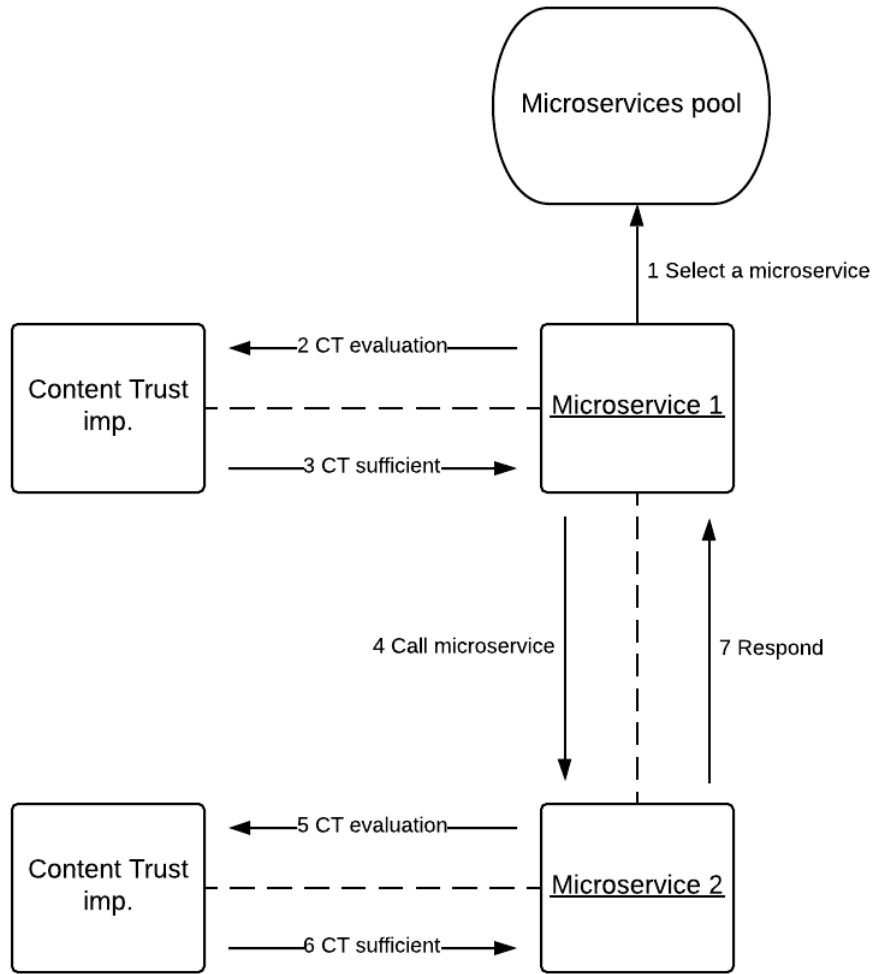 Microservices pool
1 Select a microservice
2 CT evaluation
Content Trust
imp.
Microservice 1
3 CT sufficient
4 Call microservice
7 Respond
5 CT evaluation
Content Trust
imp.
Microservice 2
6 CT sufficient